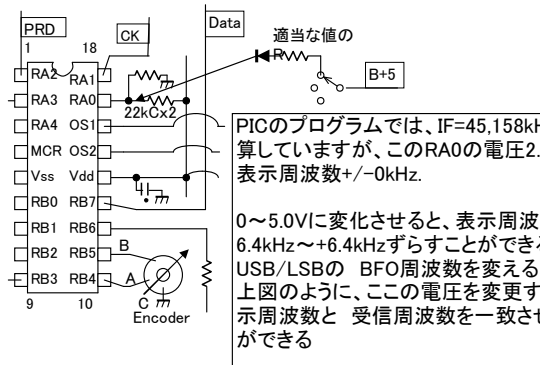 PRD
CK
Data
適当な値の
R
B+5
1 18
RA2 RA1
RA3 RA0
22kCx2
RA4 OS1
MCR OS2
Vss Vdd
RB0 RB7
RB1 RB6
RB2 RB5 B
RB3 RB4 A
9 10
C
Encoder
PICのプログラムでは、IF=45,158kH
算していますが、このRA0の電圧2.
表示周波数+/-0kHz.
0～5.0Vに変化させると、表示周波
6.4kHz～+6.4kHzずらすことができ
USB/LSBの BFO周波数を変える
上図のように、ここの電圧を変更す
示周波数と 受信周波数を一致させ
ができる